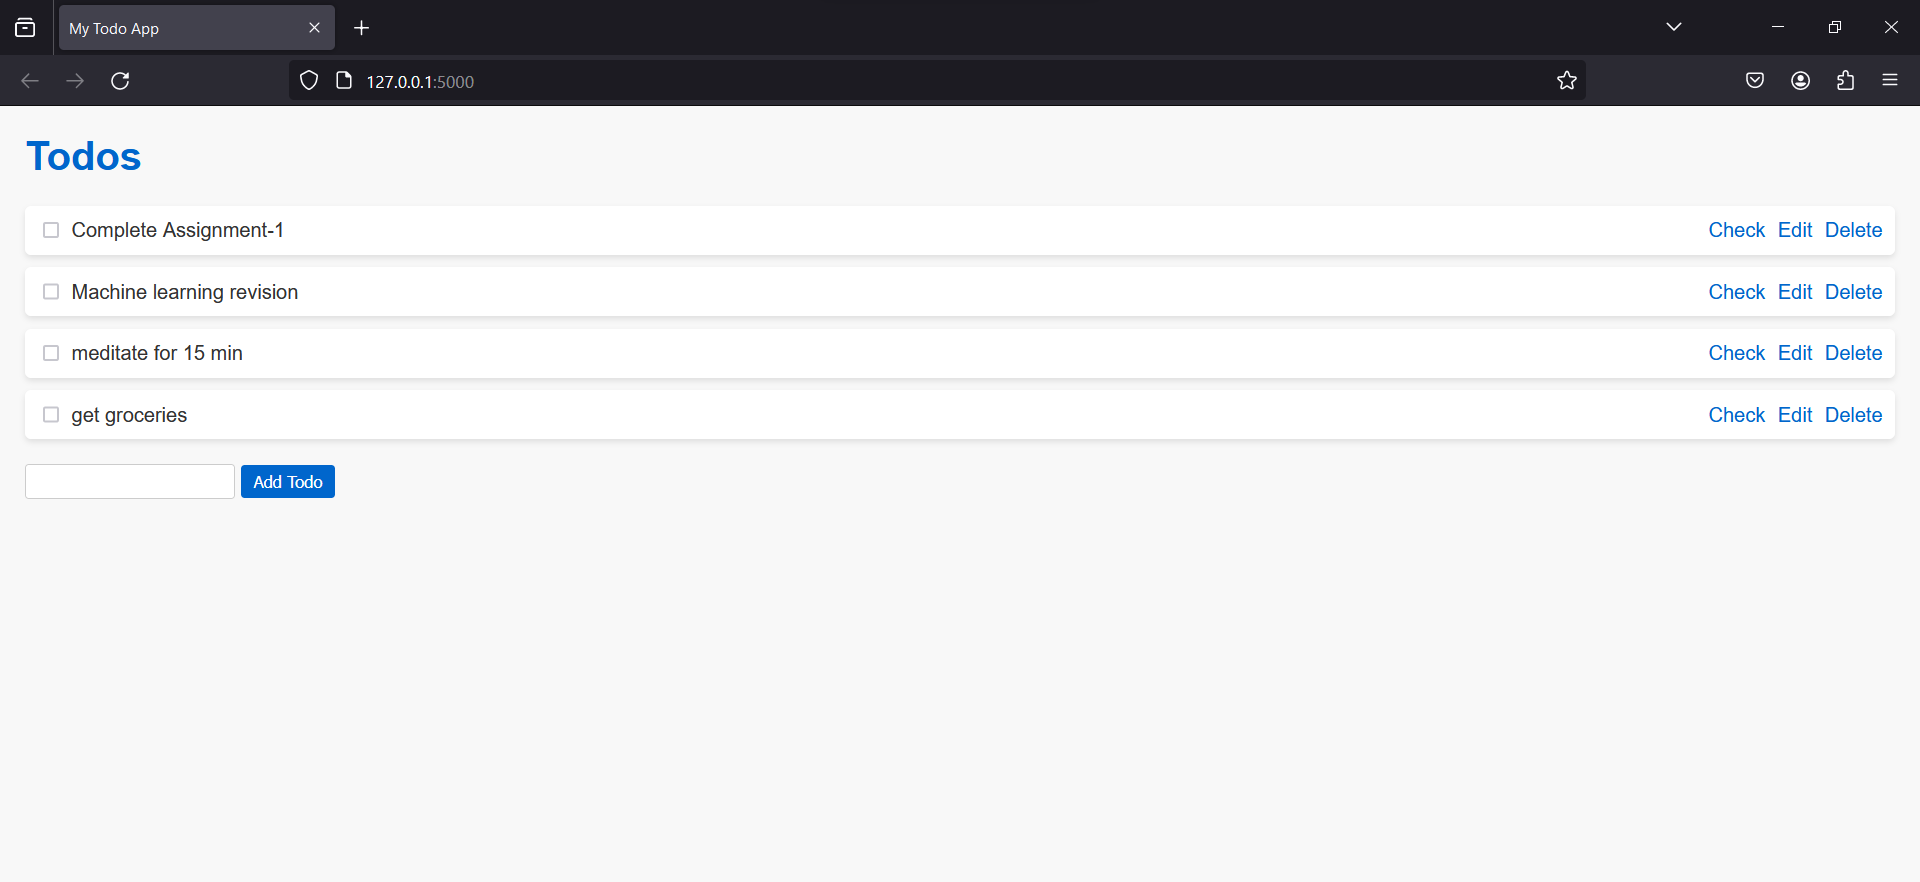 My Todo App
127.0.0.1:5000
Todos
Complete Assignment-1 Check Edit Delete
Machine learning revision Check Edit Delete
meditate for 15 min Check Edit Delete
get groceries Check Edit Delete
Add Todo